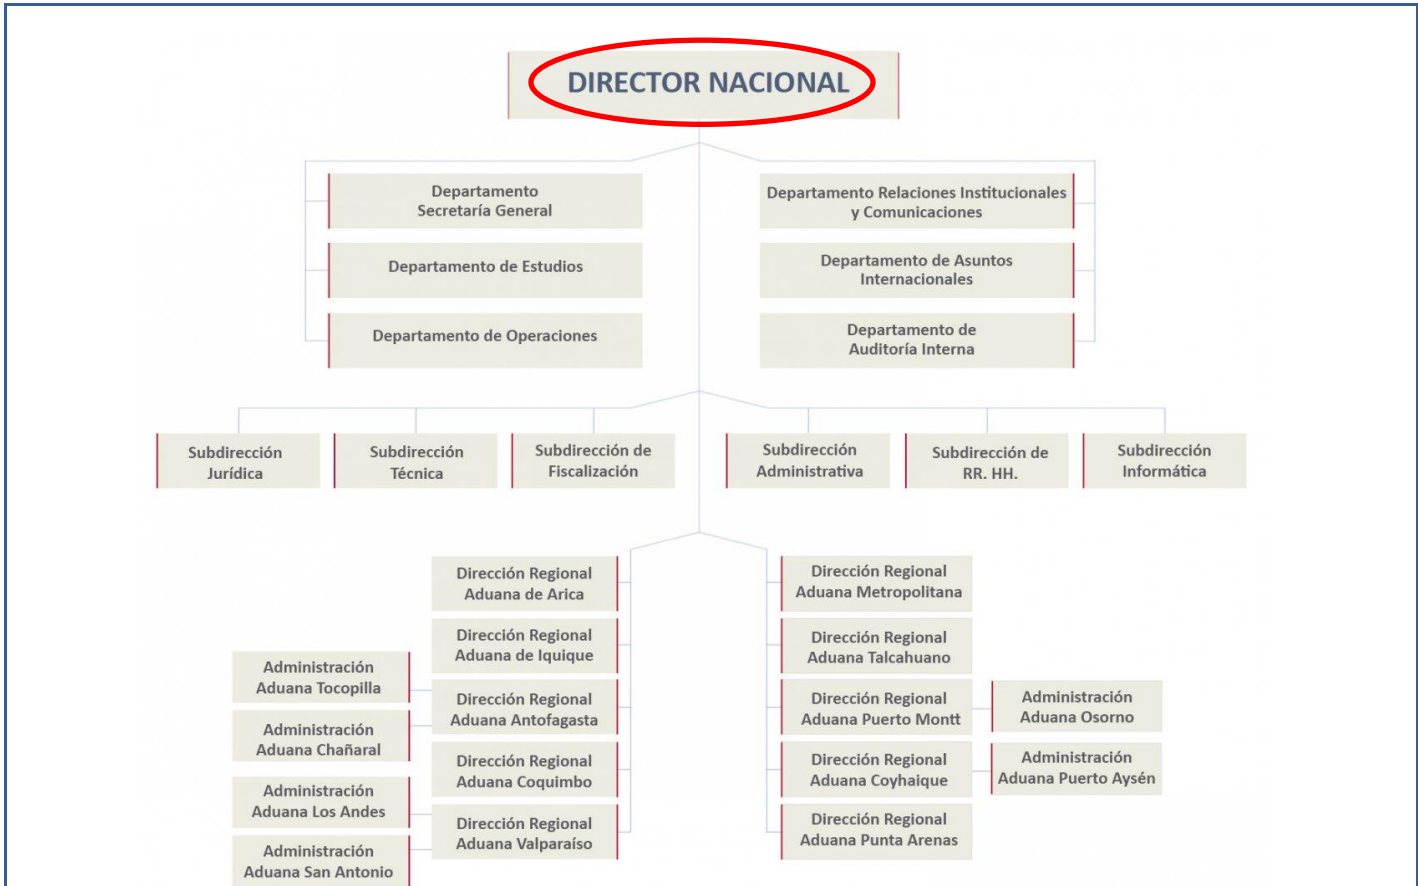 DIRECTOR NACIONAL
Departamento
Secretaría General
Departamento de Estudios
Departamento de Operaciones
Departamento Relaciones Institucionales
y Comunicaciones
Departamento de Asuntos
Internacionales
Departamento de
Auditoría Interna
Subdirección
Jurídica
Subdirección
Técnica
Subdirección de
Fiscalización
Subdirección
Administrativa
Subdirección de
RR. HH.
Subdirección
Informática
Dirección Regional
Aduana de Arica
Dirección Regional
Aduana de Iquique
Administración
Aduana Tocopilla
Administración
Aduana Chañaral
Dirección Regional
Aduana Antofagasta
Dirección Regional
Aduana Coquimbo
Administración
Aduana Los Andes
Administración
Aduana San Antonio
Dirección Regional
Aduana Valparaíso
Dirección Regional
Aduana Metropolitana
Dirección Regional
Aduana Talcahuano
Dirección Regional
Aduana Puerto Montt
Administración
Aduana Osorno
Dirección Regional
Aduana Coyhaique
Administración
Aduana Puerto Aysén
Dirección Regional
Aduana Punta Arenas